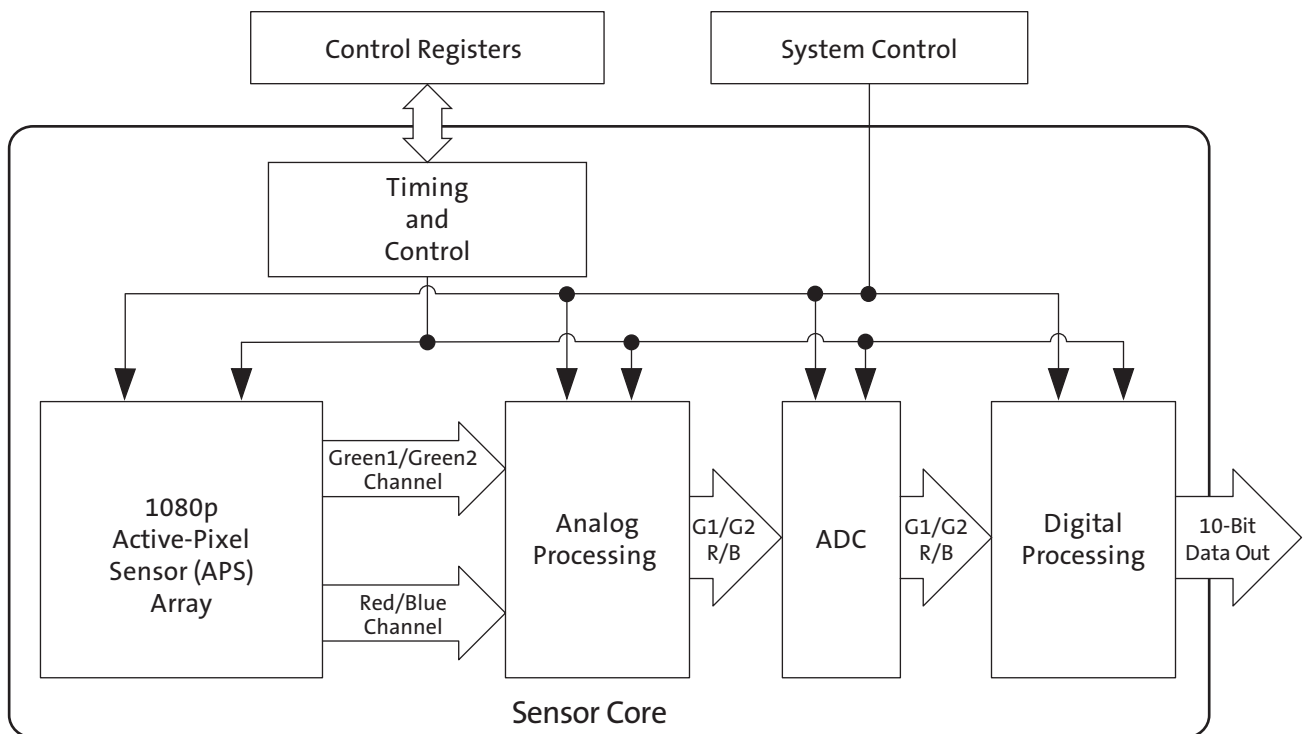 Control Registers
System Control
Timing
and
Control
1080p
Active-Pixel
Sensor (APS)
Array
Green1/Green2
Channel
Red/Blue
Channel
Analog
Processing
G1/G2
R/B
ADC
G1/G2
R/B
Digital
Processing
10-Bit
Data Out
Sensor Core